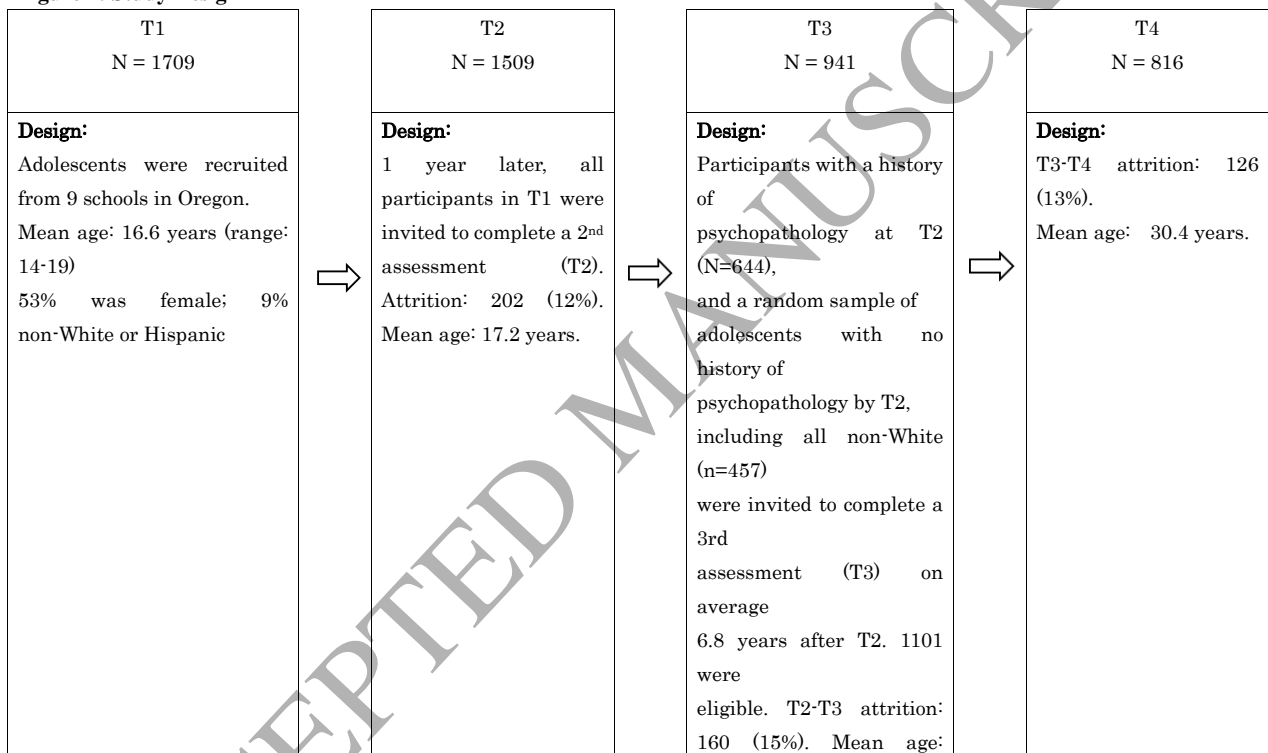 T1
N = 1709
Design:
Adolescents were recruited
from 9 schools in Oregon.
Mean age: 16.6 years (range:
14-19)
53% was female; 9%
non-White or Hispanic
T2
N = 1509
Design:
1 year later, all
participants in T1 were
invited to complete a 2nd
assessment (T2).
Attrition: 202 (12%).
Mean age: 17.2 years.
T3
N = 941
Design:
Participants with a history
of
psychopathology at T2
(N=644),
and a random sample of
adolescents with no
history of
psychopathology by T2,
including all non-White
(n=457)
were invited to complete a
3rd
assessment (T3) on
average
6.8 years after T2. 1101
were
eligible. T2-T3 attrition:
160 (15%). Mean age:
T4
N = 816
Design:
T3-T4 attrition: 126
(13%).
Mean age: 30.4 years.